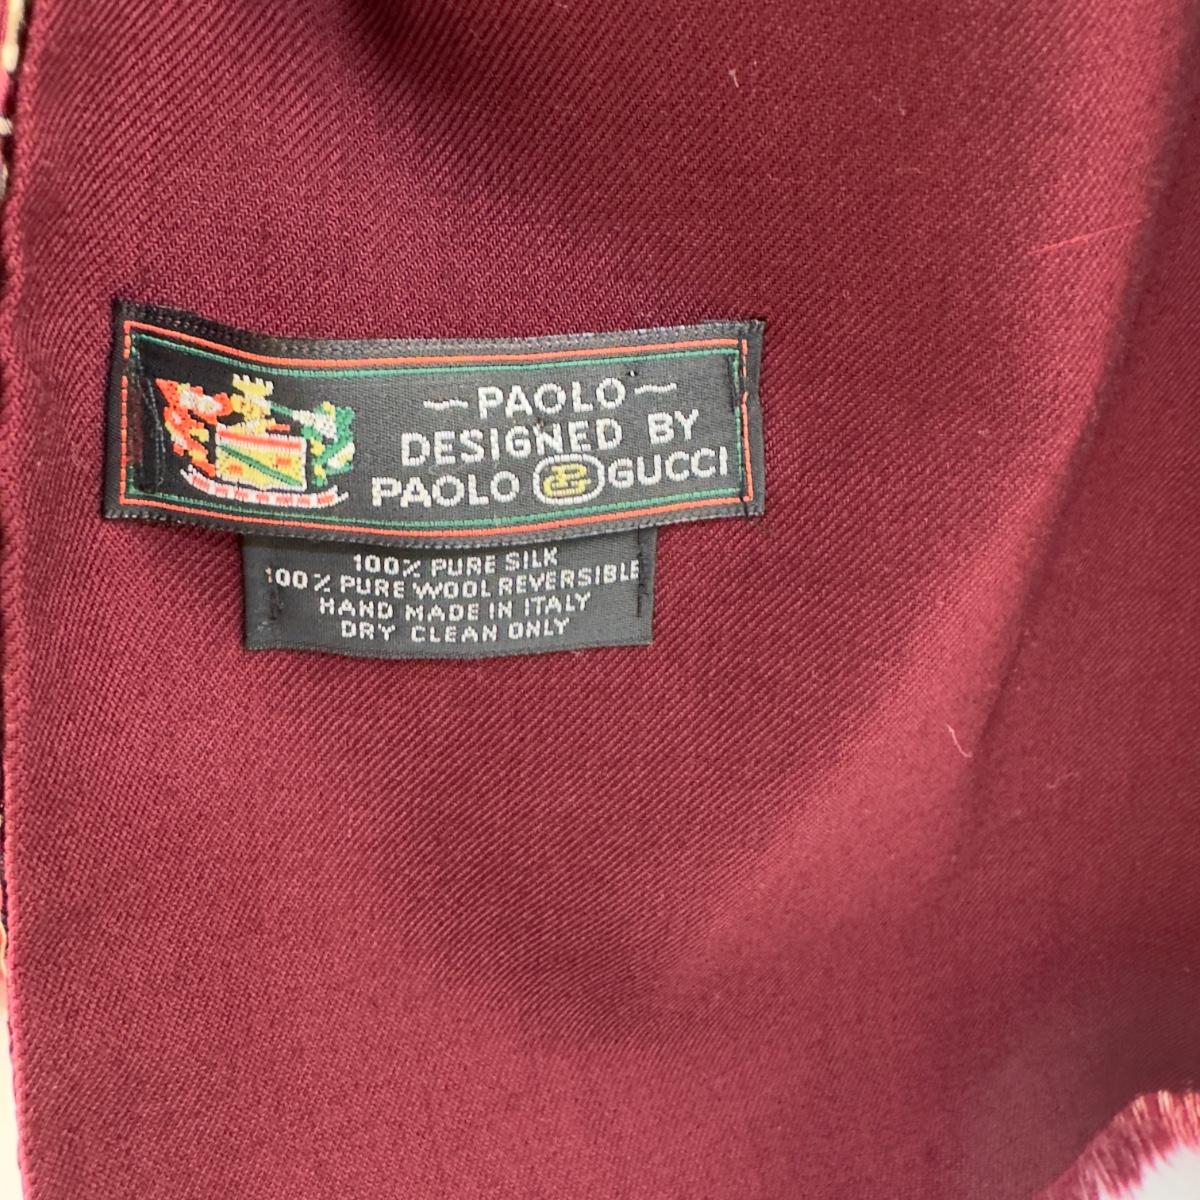 ~PAOLO~
DESIGNED BY
PAOLO PG GUCCI
100% PURE SILK
100% PURE WOOL REVERSIBLE
HAND MADE IN ITALY
DRY CLEAN ONLY